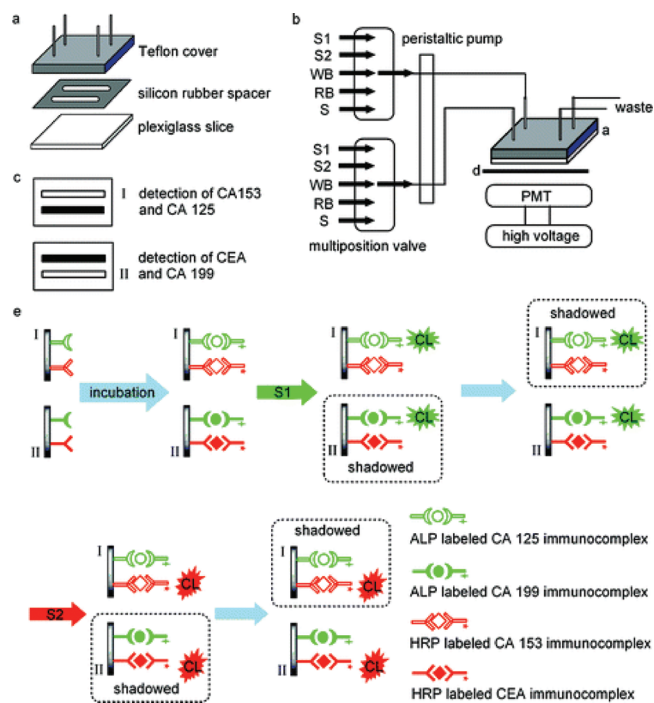 a
Teflon cover
silicon rubber spacer
plexiglass slice
b
S1
S2
WB
RB
S
peristaltic pump
S1
S2
WB
RB
S
multiposition valve
waste
a
d
PMT
high voltage
c
I
detection of CA153
and CA 125
II
detection of CEA
and CA 199
e
I
II
incubation
I
*
II
*
S1
I
CL
*
II
CL
*
shadowed
shadowed
I
CL
*
II
CL
*
S2
I
CL
*
II
CL
*
shadowed
shadowed
I
CL
*
II
CL
*
ALP labeled CA 125 immunocomplex
ALP labeled CA 199 immunocomplex
*
HRP labeled CA 153 immunocomplex
*
HRP labeled CEA immunocomplex